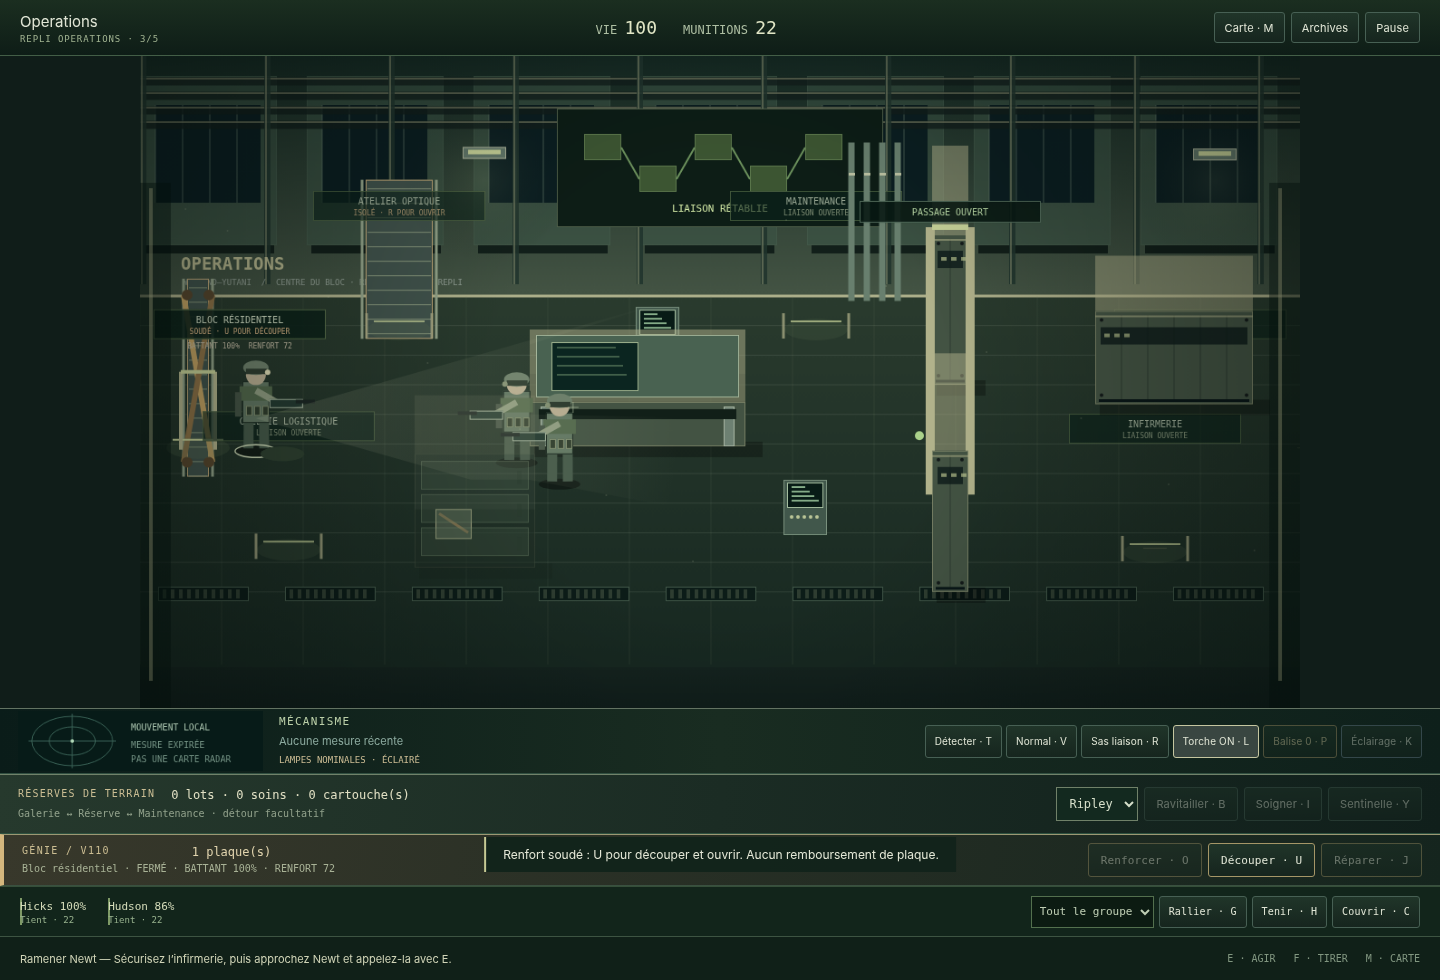 Operations
REPLI OPERATIONS · 3/5
VIE 100 MUNITIONS 22
Carte · M
Archives
Pause
ATELIER OPTIQUE
ISOLÉ · R POUR OUVRIR
LIAISON RÉTABLIE
MAINTENANCE
LIAISON OUVERTE
PASSAGE OUVERT
OPERATIONS
-YUTANI / CENTRE DU BLOC · REPLI
BLOC RÉSIDENTIEL
SOUDÉ · U POUR DÉCOUPER
BATTANT 100% RENFORT 72
LOGISTIQUE
LIAISON OUVERTE
INFIRMERIE
LIAISON OUVERTE
MOUVEMENT LOCAL
MESURE EXPIRÉE
PAS UNE CARTE RADAR
MÉCANISME
Aucune mesure récente
LAMPES NOMINALES · ÉCLAIRÉ
Détecter · T
Normal · V
Sas liaison · R
Torche ON · L
Balise 0 · P
Éclairage · K
RÉSERVES DE TERRAIN 0 lots · 0 soins · 0 cartouche(s)
Galerie ↔ Réserve ↔ Maintenance · détour facultatif
Ripley
Ravitailler · B
Soigner · I
Sentinelle · Y
GÉNIE / V110 1 plaque(s)
Bloc résidentiel · FERMÉ · BATTANT 100% · RENFORT 72
Renfort soudé : U pour découper et ouvrir. Aucun remboursement de plaque.
Renforcer · O
Découper · U
Réparer · J
Hicks 100%
Tient · 22
Hudson 86%
Tient · 22
Tout le groupe
Rallier · G
Tenir · H
Couvrir · C
Ramener Newt — Sécurisez l'infirmerie, puis approchez Newt et appelez-la avec E.
E · AGIR F · TIRER M · CARTE